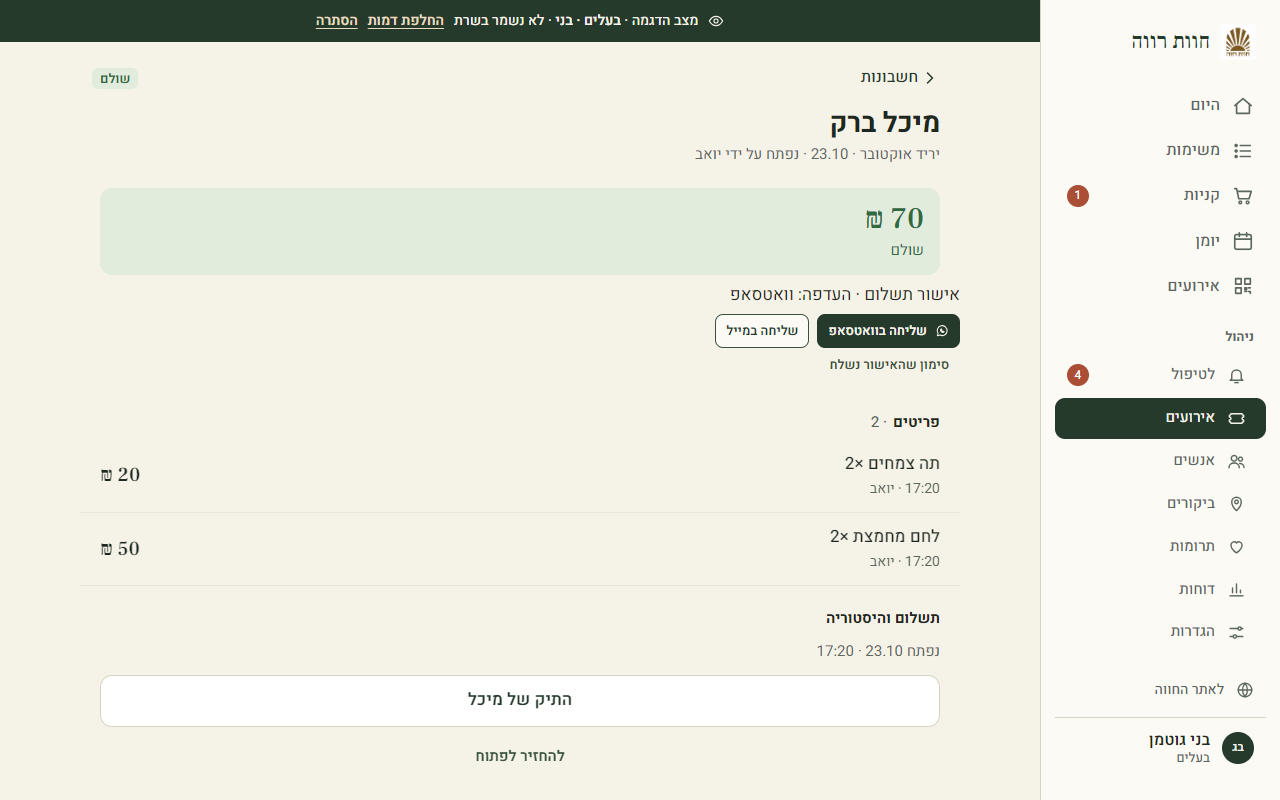 מצב הדגמה · בעלים · בני · לא נשמר בשרת החלפת דמות הסתרה
חוות רווה
היום
משימות
קניות 1
יומן
אירועים
ניהול
לטיפול 4
אירועים
אנשים
ביקורים
תרומות
דוחות
הגדרות
לאתר החווה
בג
בני גוטמן
בעלים
חשבונות
שולם
מיכל ברק
יריד אוקטובר · 23.10 · נפתח על ידי יואב
70 ₪
שולם
אישור תשלום · העדפה: וואטסאפ
שליחה בוואטסאפ שליחה במייל
סימון שהאישור נשלח
פריטים · 2
תה צמחים ×2 20 ₪
17:20 · יואב
לחם מחמצת ×2 50 ₪
17:20 · יואב
תשלום והיסטוריה
נפתח 23.10 · 17:20
התיק של מיכל
להחזיר לפתוח